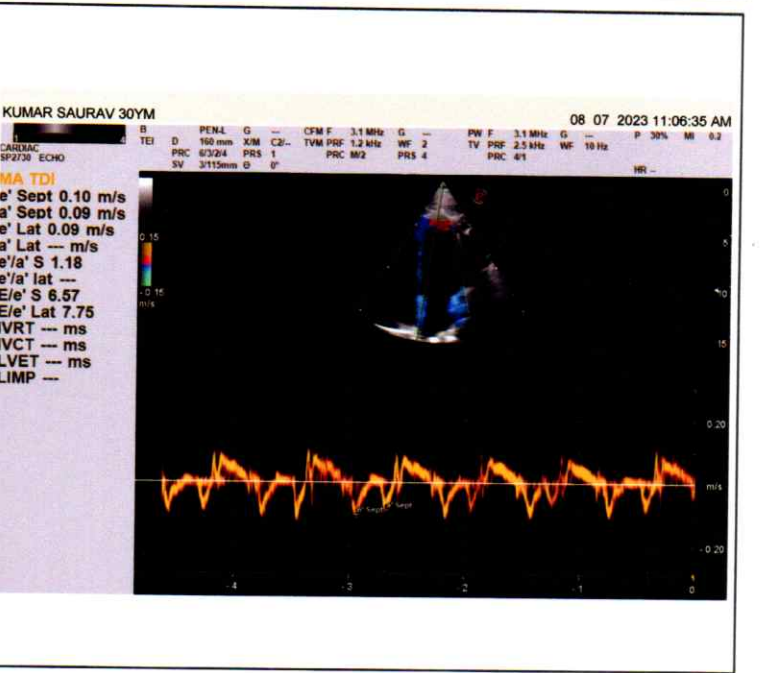 KUMAR SAURAV 30YM
08 07 2023 11:06:35 AM
CARDIAC
SP2730 ECHO
B PEN-L G --- CFM F 3.1 MHz G --- PW F 3.1 MHz G --- P 30% MI 0.2
TEI D 160 mm X/M C2/-- TVM PRF 1.2 kHz WF 2 TV PRF 2.5 kHz WF 10 Hz
PRC 6/3/2/4 PRS 1 PRC M/2 PRS 4 PRC 4/1
SV 3/115mm Θ 0°
HR --
MA TDI
e' Sept 0.10 m/s
a' Sept 0.09 m/s
e' Lat 0.09 m/s
a' Lat --- m/s
e'/a' S 1.18
e'/a' lat ---
E/e' S 6.57
E/e' Lat 7.75
IVRT --- ms
IVCT --- ms
LVET --- ms
LIMP ---
0.15
-0.15
m/s
0
5
10
15
0.20
m/s
-0.20
e' Sept
a' Sept
-4
-3
-2
-1
0